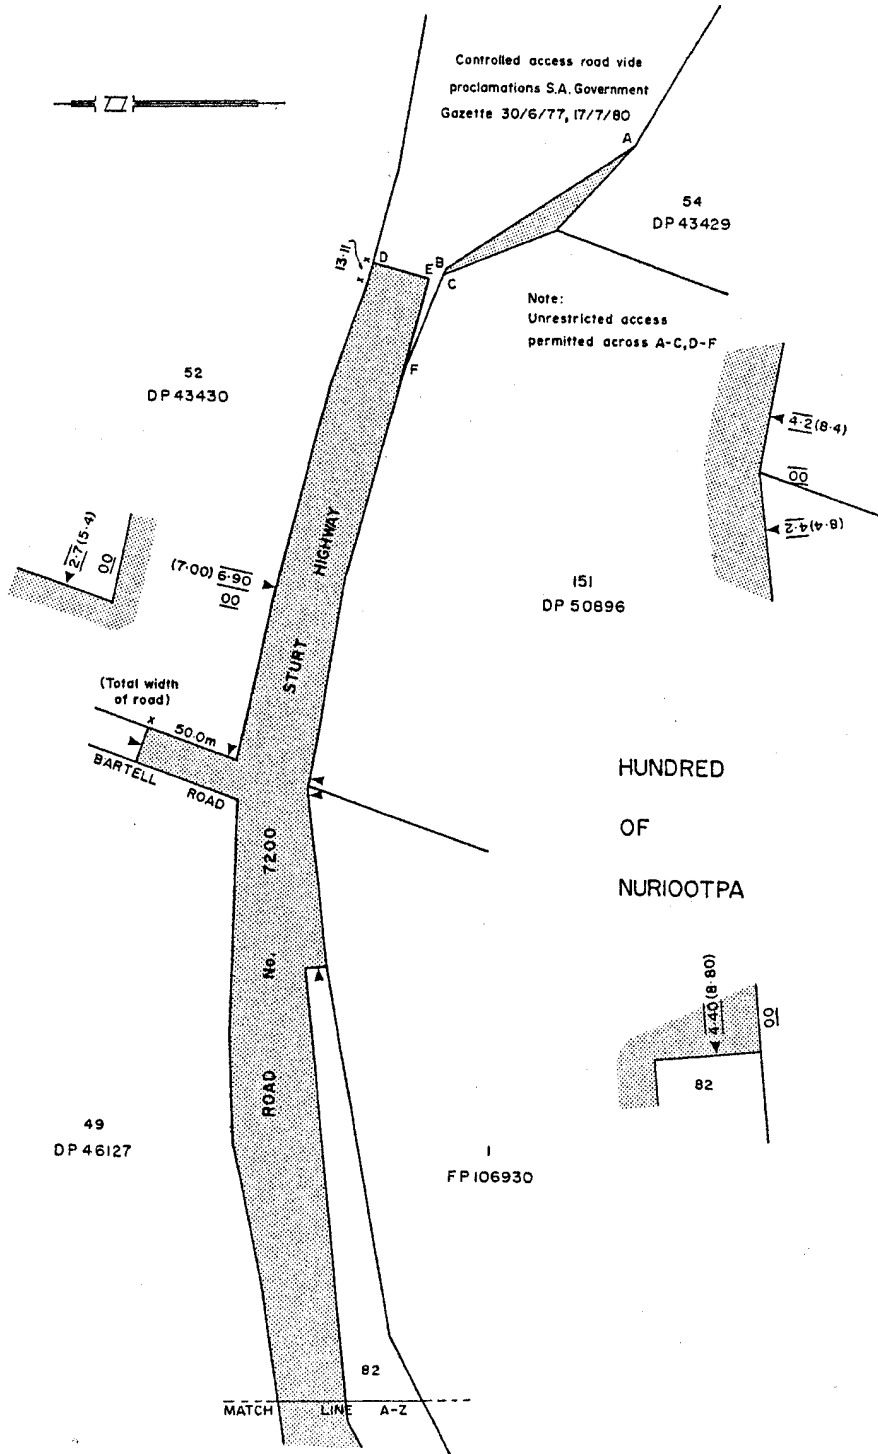 Controlled access road vide
proclamations S.A. Government
Gazette 30/6/77, 17/7/80
A
54
DP 43429
13·11
x
x
D
E
B
C
Note:
Unrestricted access
permitted across A-C, D-F
F
52
DP 43430
4·2 (8·4)
00
4·2 (8·4)
2·7 (5·4)
00
(7·00) 6·90
00
HIGHWAY
STURT
151
DP 50896
(Total width
of road)
x
50.0m
BARTELL ROAD
HUNDRED
OF
NURIOOTPA
ROAD No. 7200
4·40 (8·80)
00
82
49
DP 46127
1
FP 106930
82
MATCH LINE A-Z